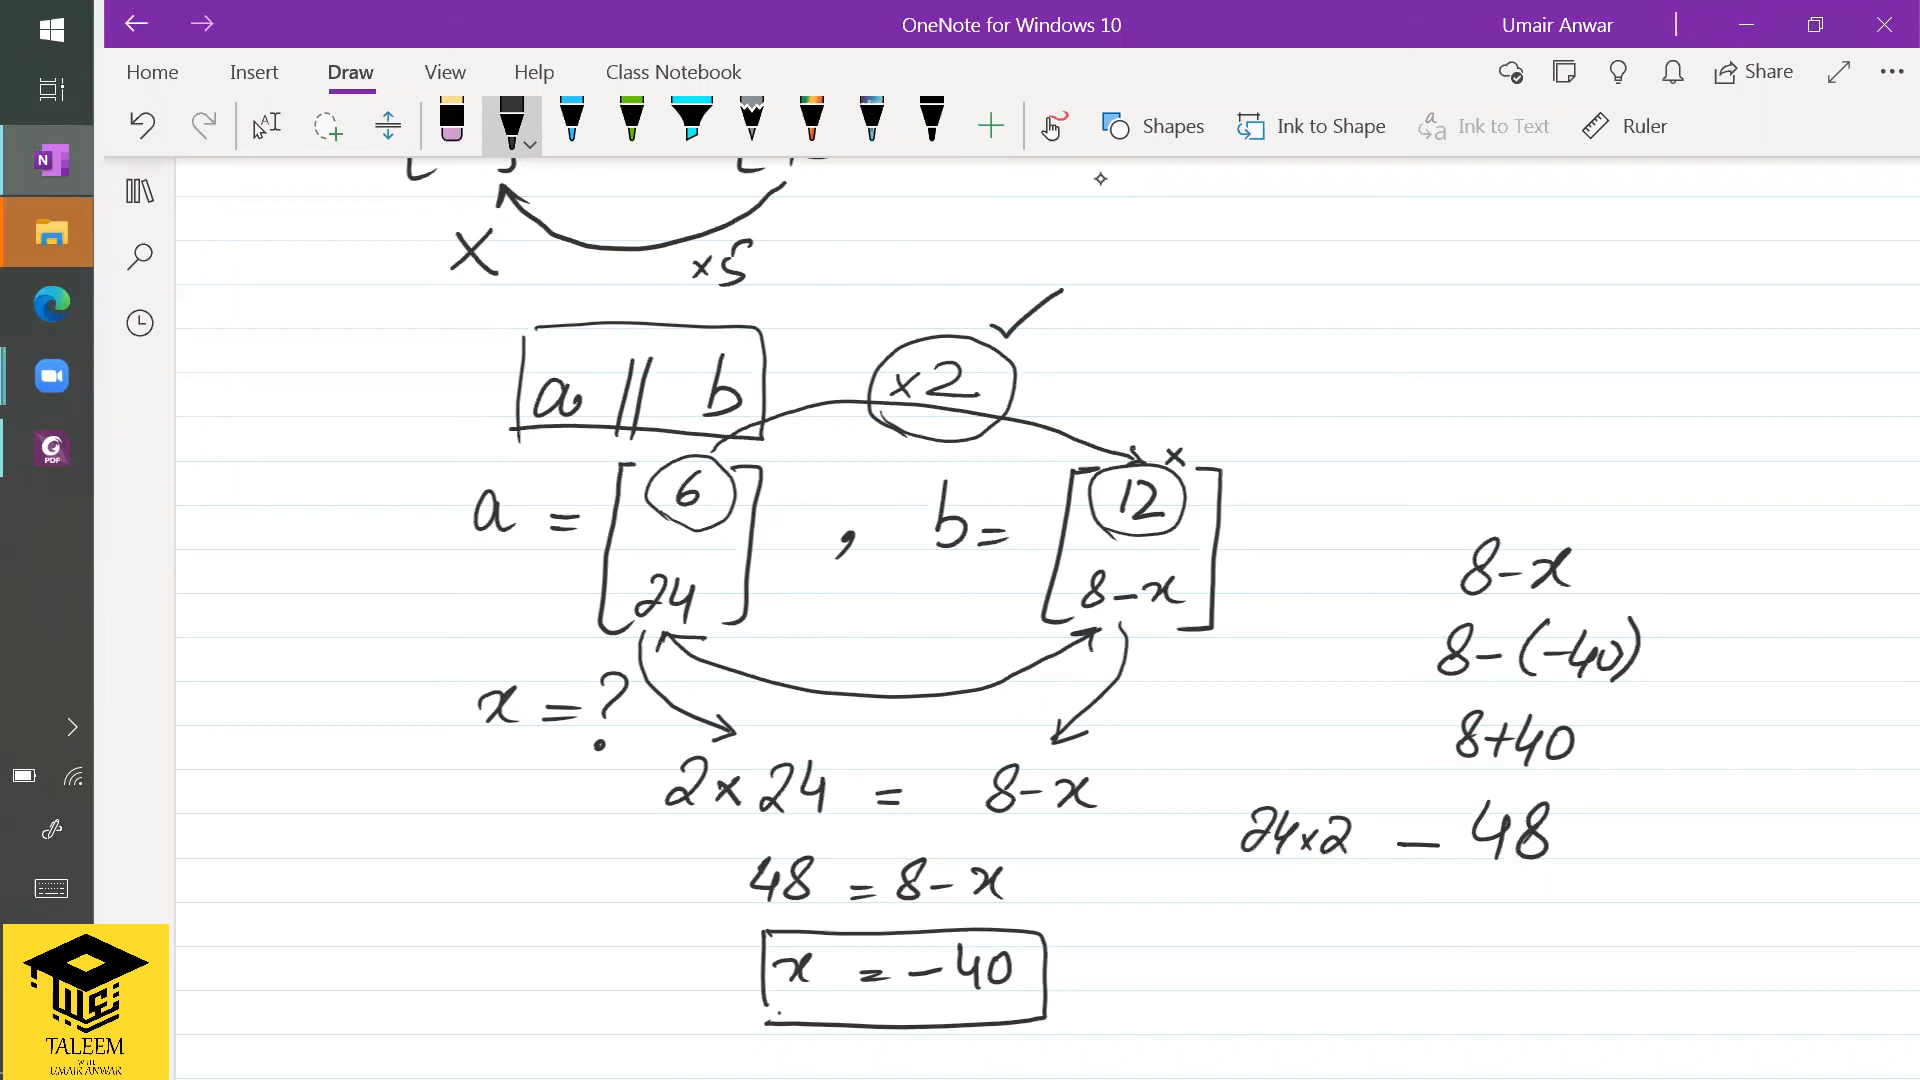 OneNote for Windows 10
Umair Anwar
Home Insert Draw View Help Class Notebook
Share
Shapes Ink to Shape Ink to Text Ruler
X ×5
×2
a || b
a = [6 24] , b = [12 8-x]
×
x = ?
2×24 = 8-x
48 = 8-x
x = -40
8-x
8-(-40)
8+40
24×2 – 48
N
PDF
TALEEM
WITH
UMAIR ANWAR